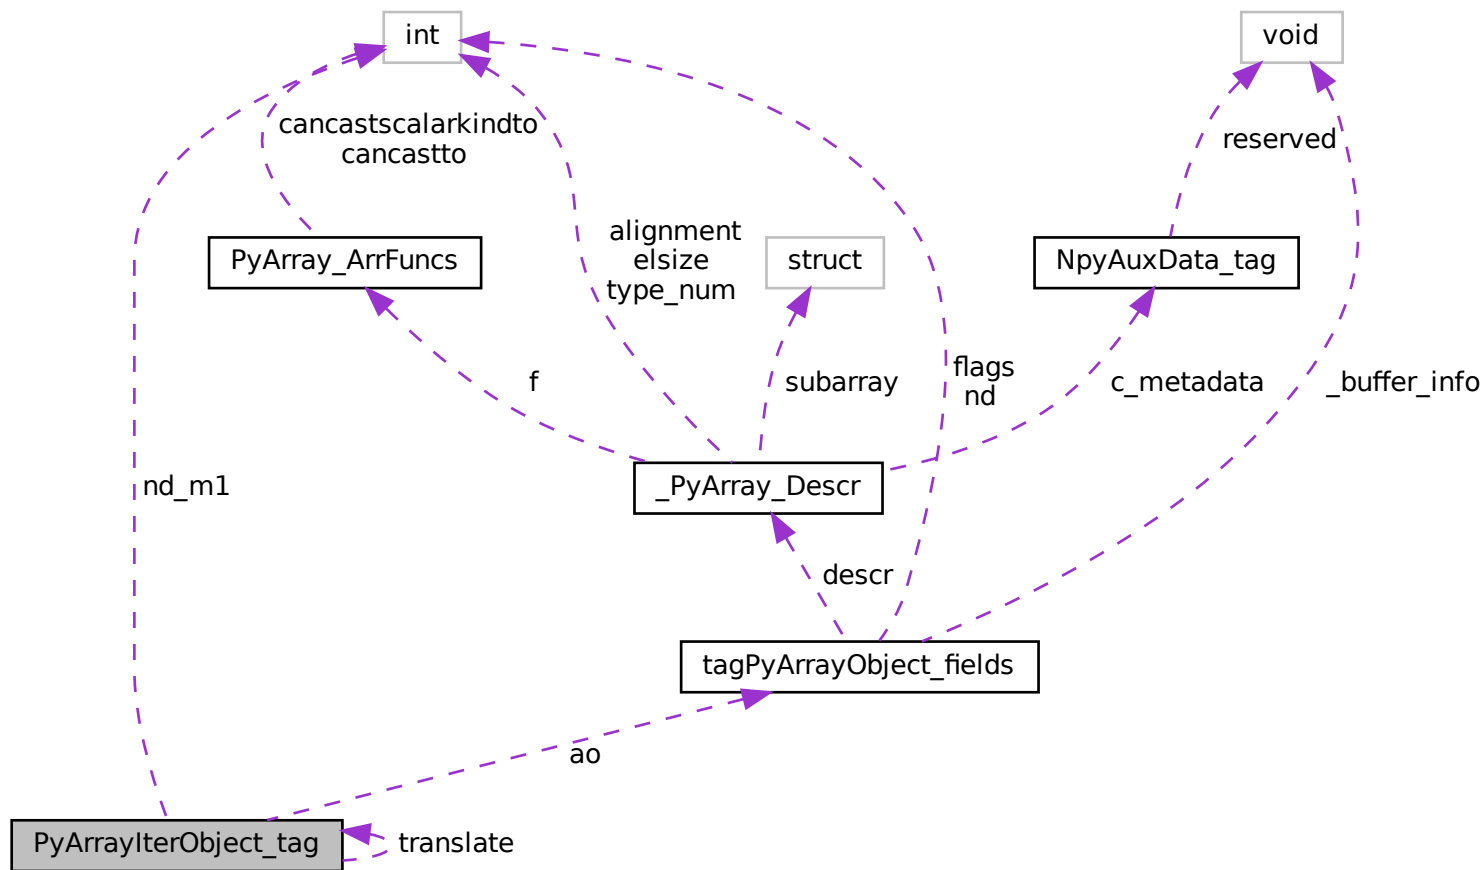 int
void
cancastscalarkindto
cancastto
reserved
alignment
elsize
type_num
PyArray_ArrFuncs
struct
NpyAuxData_tag
f
subarray
flags
nd
c_metadata
_buffer_info
nd_m1
_PyArray_Descr
descr
tagPyArrayObject_fields
ao
PyArrayIterObject_tag
translate